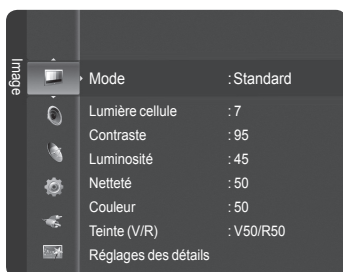 Image
Mode : Standard
Lumière cellule : 7
Contraste : 95
Luminosité : 45
Netteté : 50
Couleur : 50
Teinte (V/R) : V50/R50
Réglages des détails